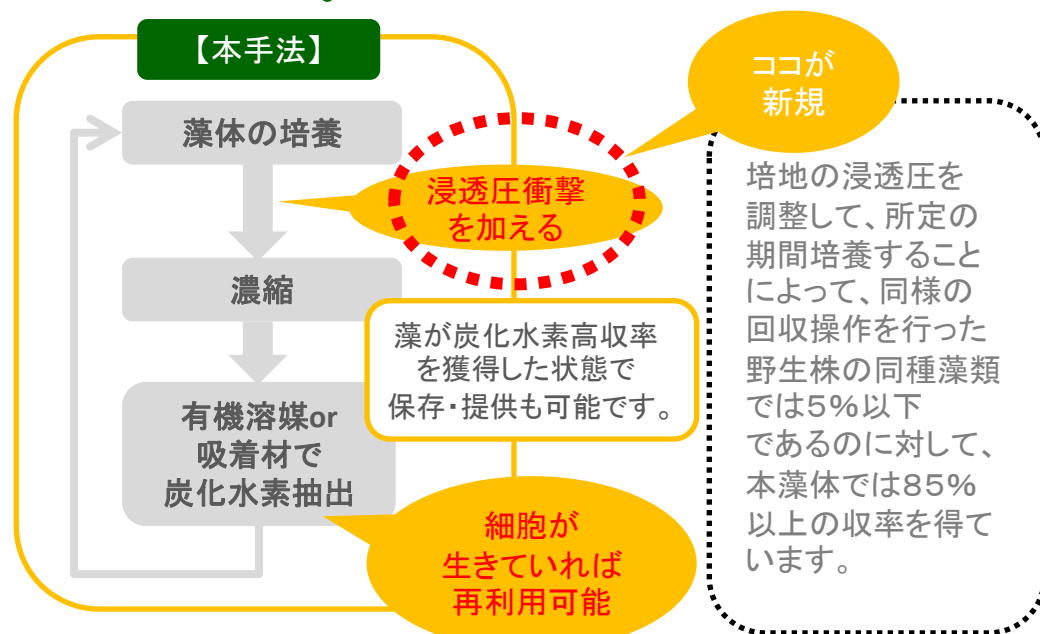 【本手法】
ココが
新規
藻体の培養
浸透圧衝撃
を加える
濃縮
藻が炭化水素高収率
を獲得した状態で
保存・提供も可能です。
有機溶媒or
吸着材で
炭化水素抽出
細胞が
生きていれば
再利用可能
培地の浸透圧を
調整して、所定の
期間培養すること
によって、同様の
回収操作を行った
野生株の同種藻類
では5%以下
であるのに対して、
本藻体では85%
以上の収率を得て
います。